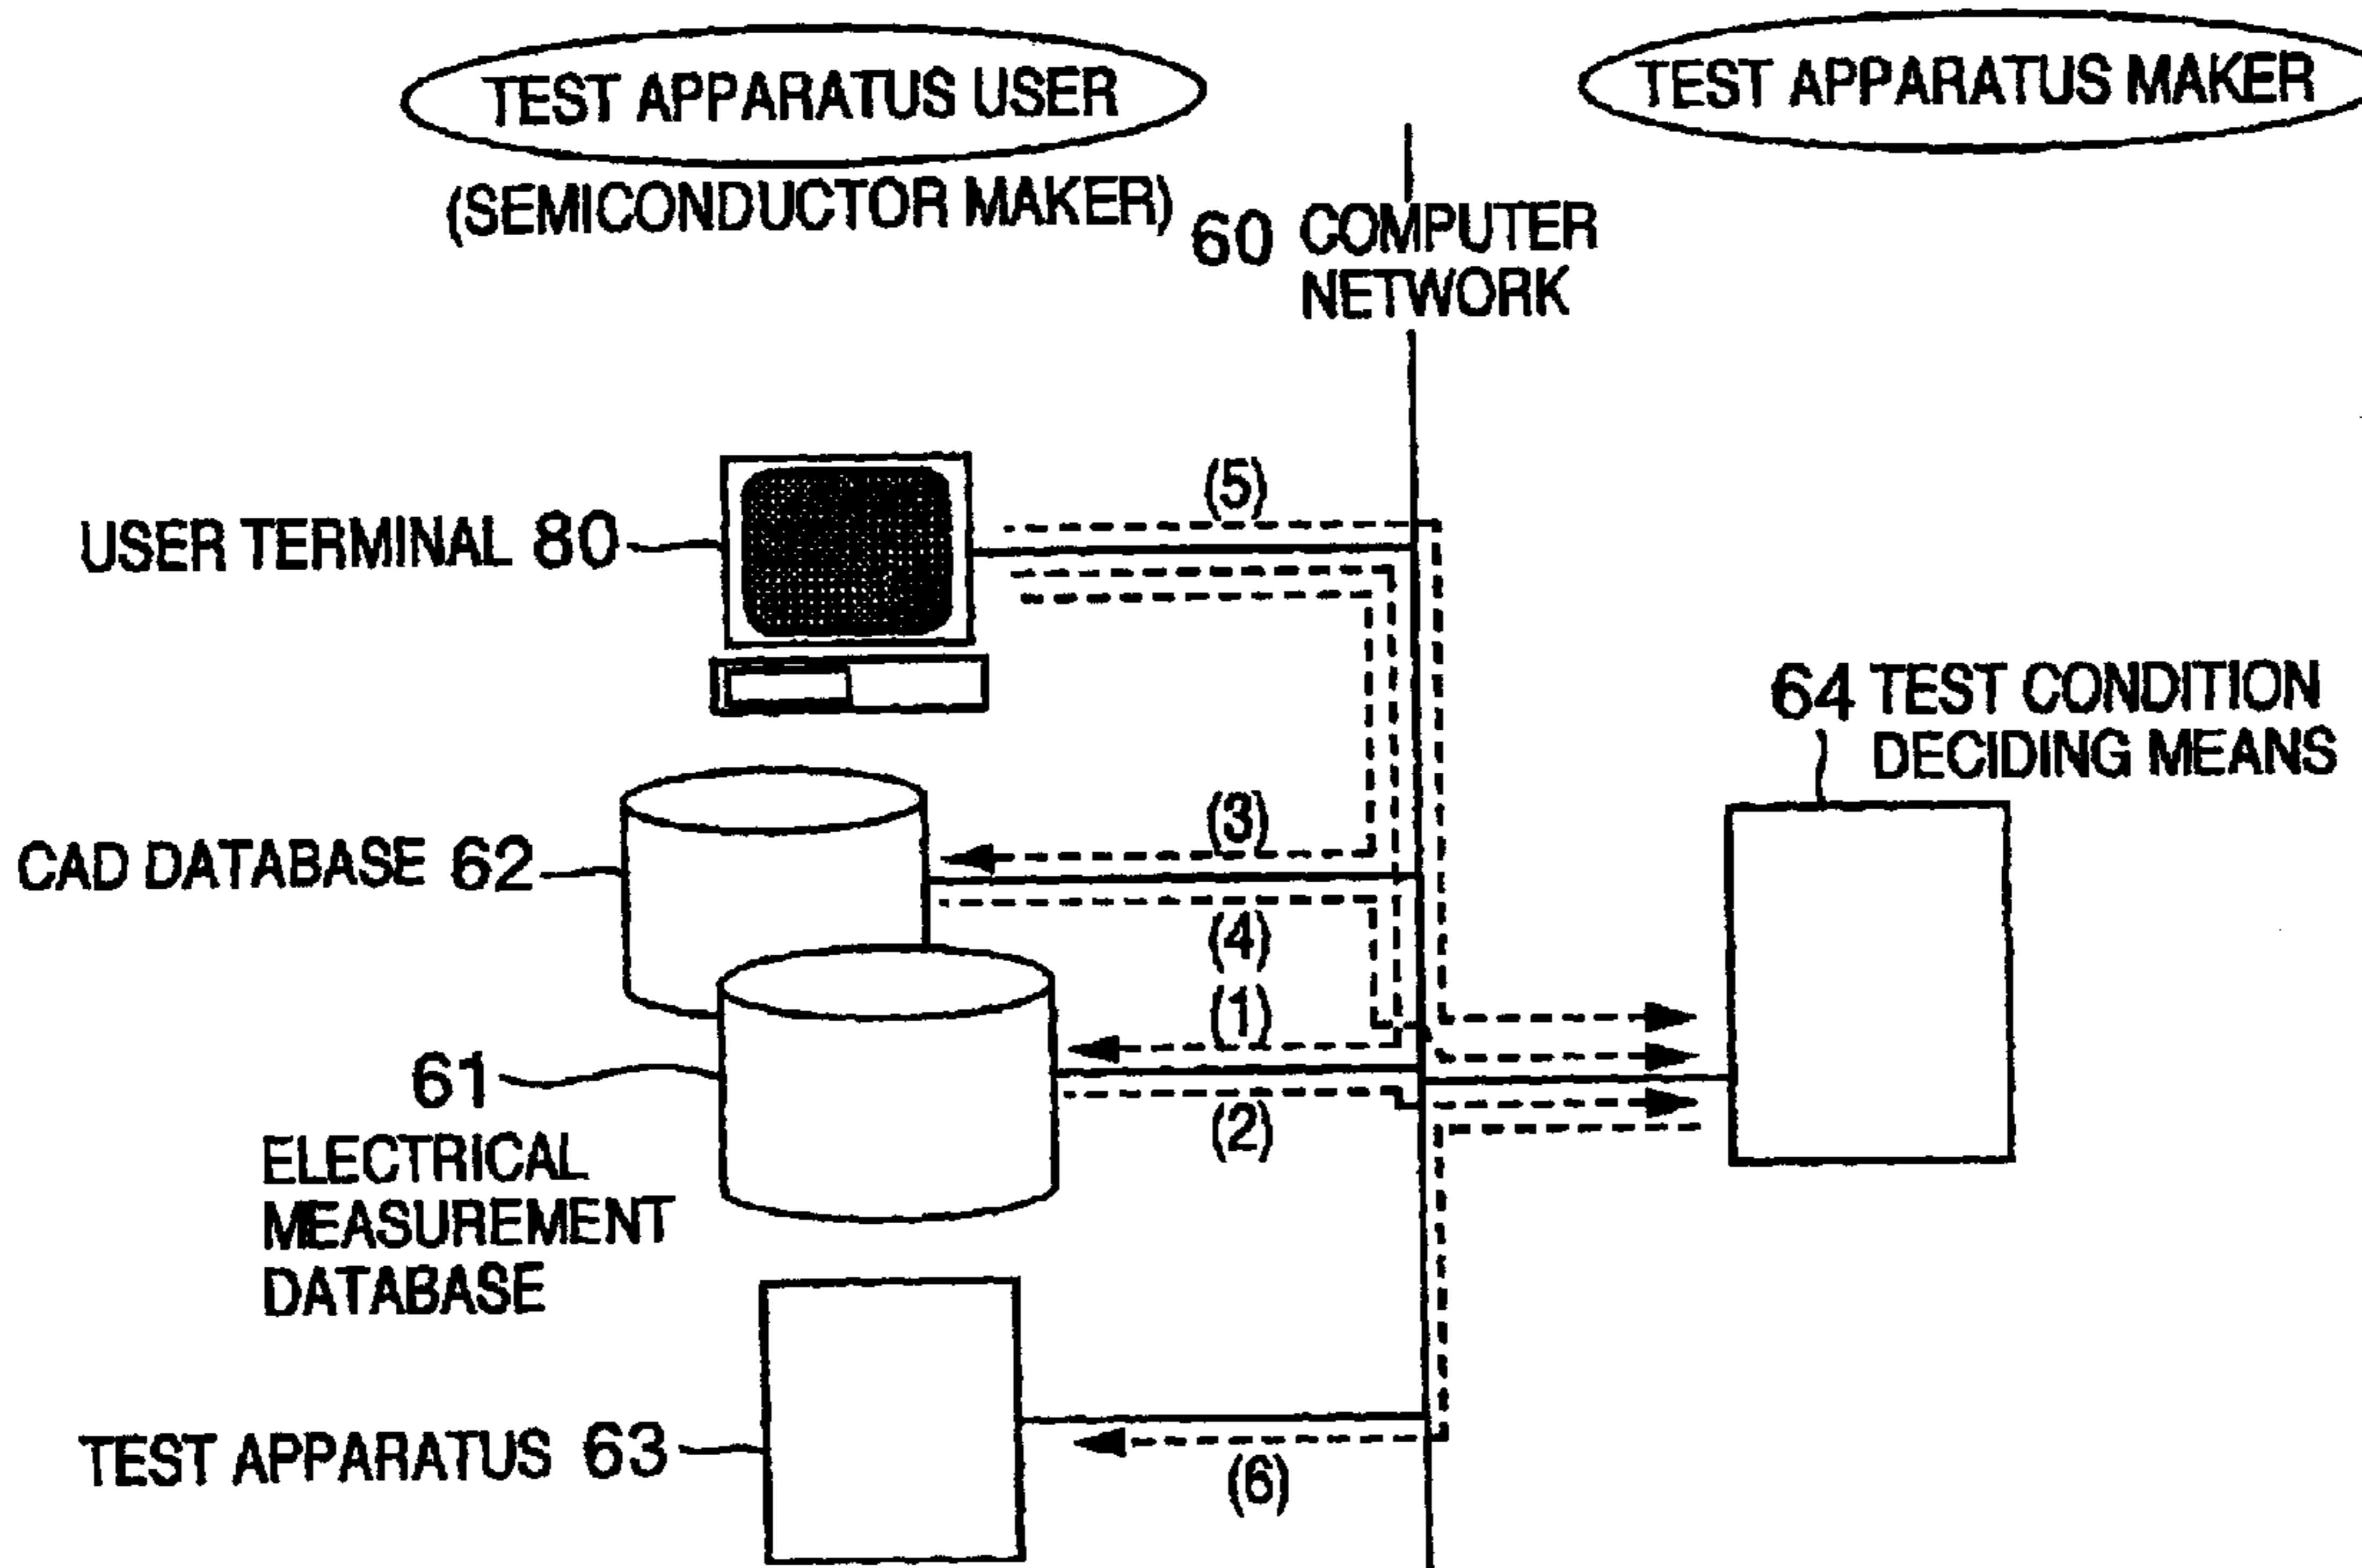 TEST APPARATUS USER
(SEMICONDUCTOR MAKER)
TEST APPARATUS MAKER
60 COMPUTER
NETWORK
USER TERMINAL 80
(5)
64 TEST CONDITION
DECIDING MEANS
CAD DATABASE 62
(3)
(4)
(1)
61
ELECTRICAL
MEASUREMENT
DATABASE
(2)
TEST APPARATUS 63
(6)